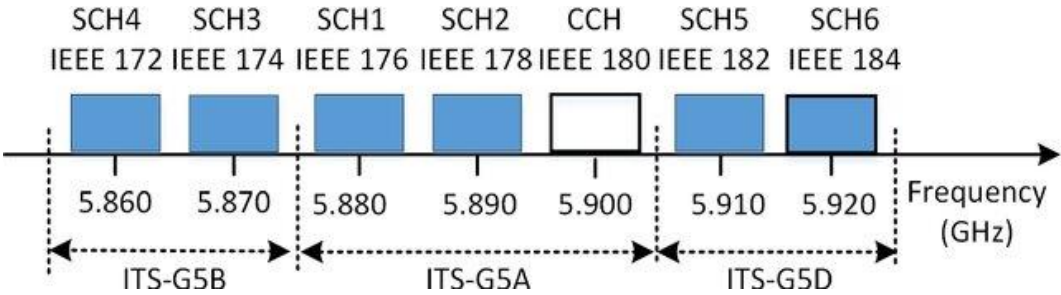 SCH4 SCH3 SCH1 SCH2 CCH SCH5 SCH6
IEEE 172 IEEE 174 IEEE 176 IEEE 178 IEEE 180 IEEE 182 IEEE 184
5.860 5.870 5.880 5.890 5.900 5.910 5.920 Frequency
(GHz)
ITS-G5B ITS-G5A ITS-G5D